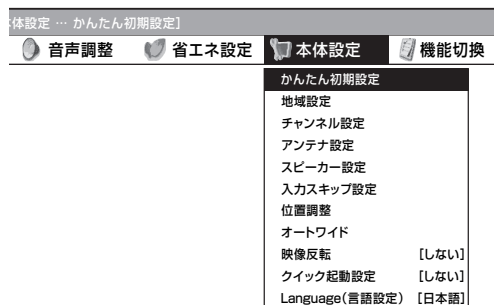 体設定 … かんたん初期設定]
音声調整 省エネ設定 本体設定 機能切換
かんたん初期設定
地域設定
チャンネル設定
アンテナ設定
スピーカー設定
入力スキップ設定
位置調整
オートワイド
映像反転 [しない]
クイック起動設定 [しない]
Language(言語設定) [日本語]